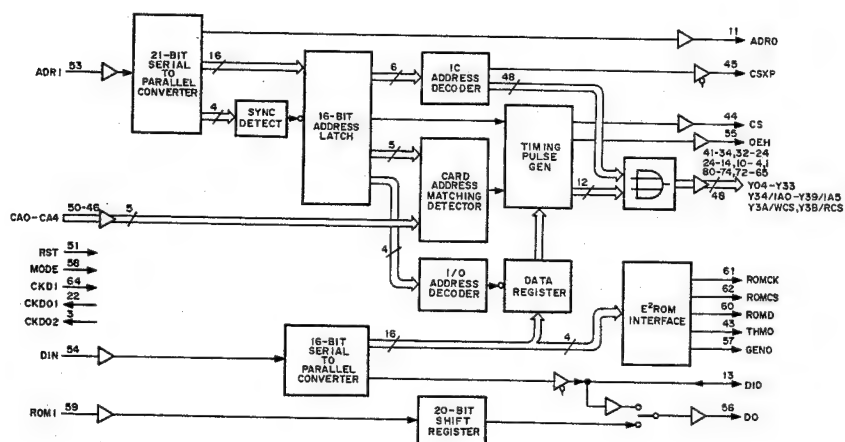 ADRI 53
21-BIT
SERIAL
TO
PARALLEL
CONVERTER
16
4
SYNC
DETECT
16-BIT
ADDRESS
LATCH
6
IC
ADDRESS
DECODER
48
11
ADRO
45
CSXP
44
CS
55
OEH
5
CARD
ADDRESS
MATCHING
DETECTOR
TIMING
PULSE
GEN
12
41-34,32-24
24-14,10-4,1
80-74,72-65
48
Y04-Y33
Y34/IA0-Y39/IA5
Y3A/WCS,Y3B/RCS
CA0-CA4 50-46
5
4
RST 51
MODE 58
CKD1 64
CKDO1 22
CKDO2 3
I/O
ADDRESS
DECODER
DATA
REGISTER
E²ROM
INTERFACE
61
ROMCK
62
ROMCS
60
ROMD
43
THMO
57
GENO
DIN 54
16-BIT
SERIAL
TO
PARALLEL
CONVERTER
16
4
13
DID
ROM1 59
20-BIT
SHIFT
REGISTER
56
DO